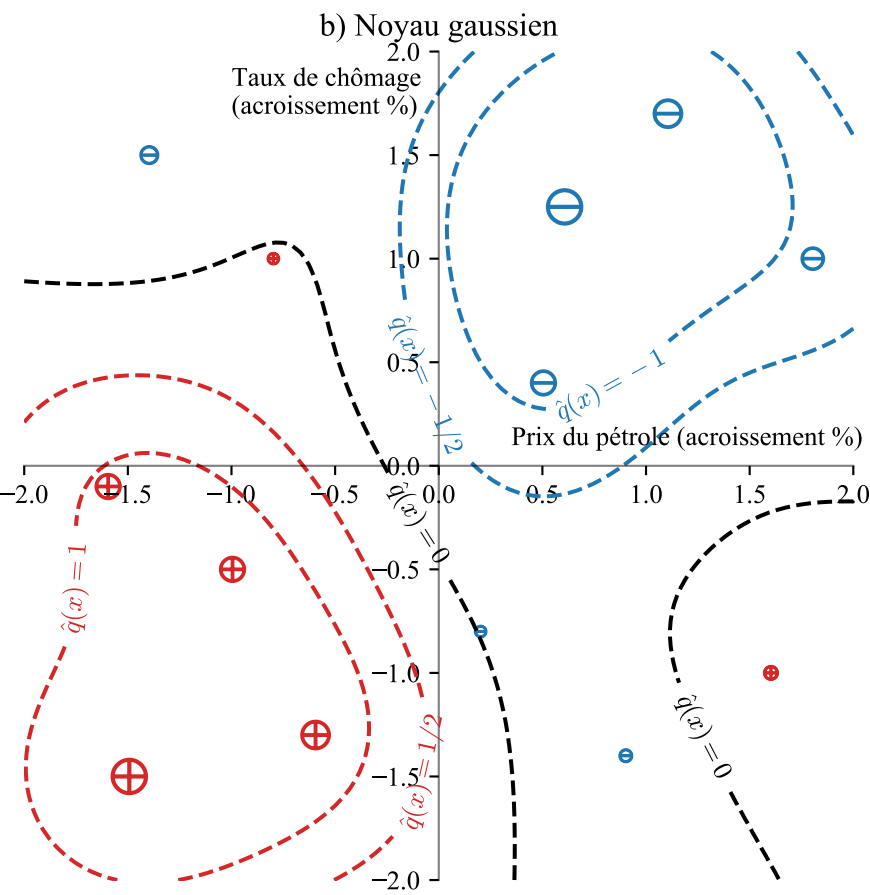 b) Noyau gaussien
2.0
Taux de chômage
(acroissement %)
1.5
1.0
0.5
q̂(x) = −1/2
q̂(x) = −1
Prix du pétrole (acroissement %)
0.0
−2.0 −1.5 −1.0 −0.5 0.0 0.5 1.0 1.5 2.0
q̂(x) = 0
q̂(x) = 1
−0.5
−1.0
q̂(x) = 0
q̂(x) = 1/2
−1.5
−2.0